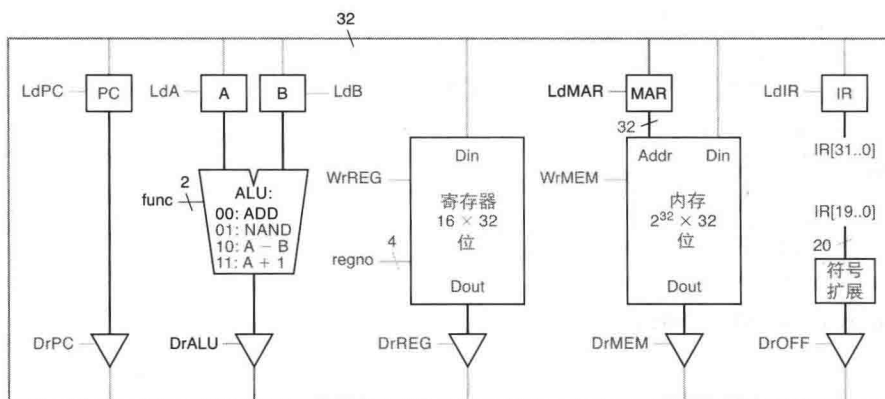 32
LdPC PC LdA A B LdB LdMAR MAR LdIR IR
32
Din Addr Din IR[31..0]
func 2 ALU:
00: ADD
01: NAND
10: A − B
11: A + 1
WrREG 寄存器
16 × 32
位
regno 4
Dout
WrMEM 内存
2³² × 32
位
Dout
IR[19..0]
20
符号
扩展
DrPC DrALU DrREG DrMEM DrOFF